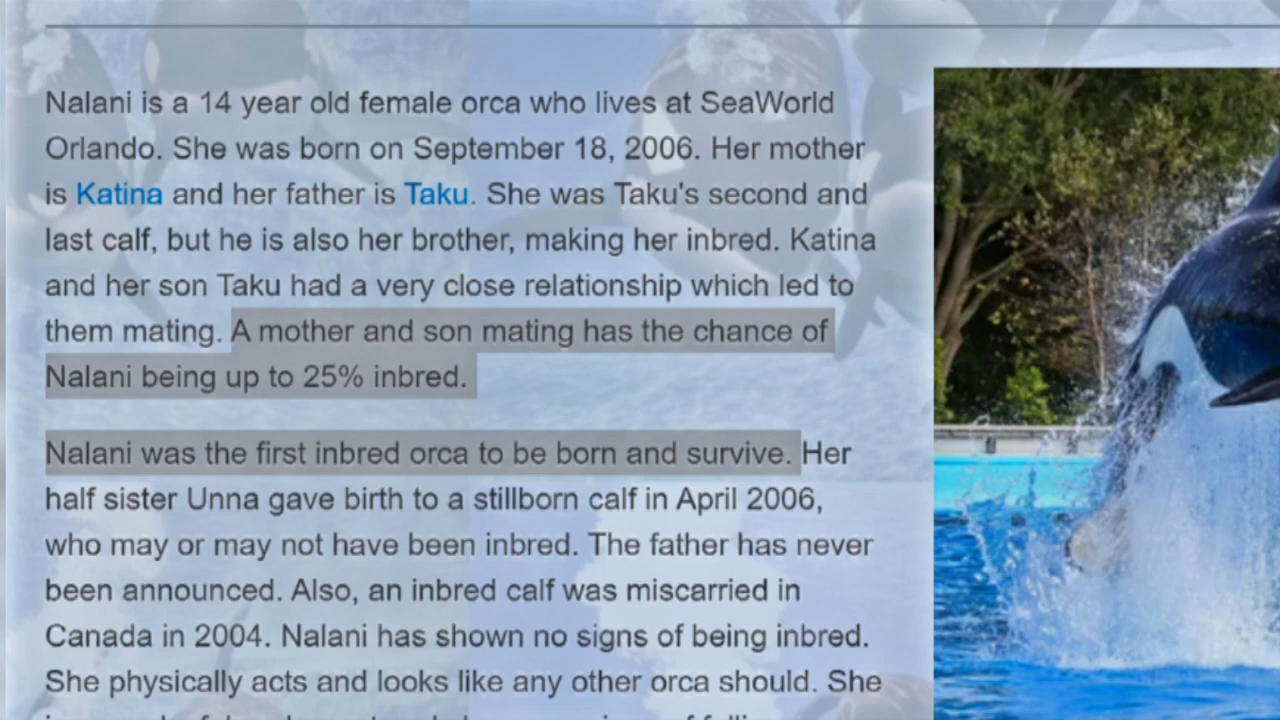 Nalani is a 14 year old female orca who lives at SeaWorld
Orlando. She was born on September 18, 2006. Her mother
is Katina and her father is Taku. She was Taku's second and
last calf, but he is also her brother, making her inbred. Katina
and her son Taku had a very close relationship which led to
them mating. A mother and son mating has the chance of
Nalani being up to 25% inbred.
Nalani was the first inbred orca to be born and survive. Her
half sister Unna gave birth to a stillborn calf in April 2006,
who may or may not have been inbred. The father has never
been announced. Also, an inbred calf was miscarried in
Canada in 2004. Nalani has shown no signs of being inbred.
She physically acts and looks like any other orca should. She